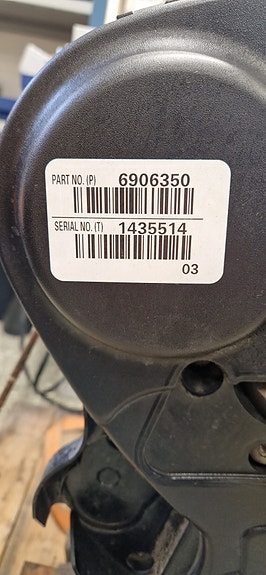 PART NO. (P) 6906350
SERIAL NO. (T) 1435514
03